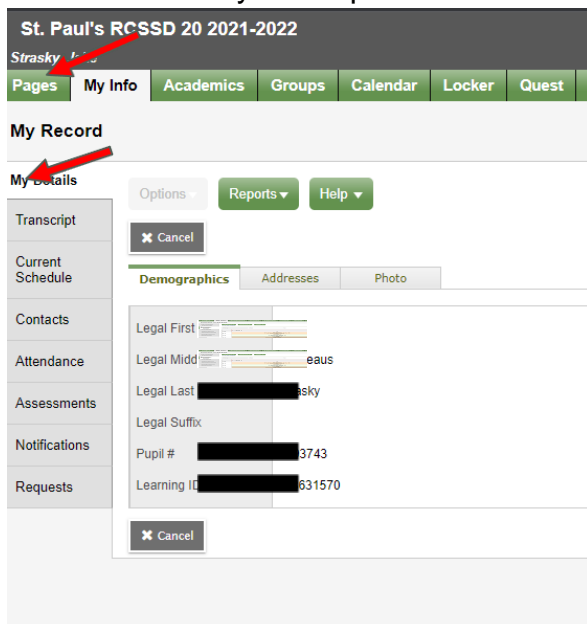 St. Paul's RCSSD 20 2021-2022
Strasky
Pages My Info Academics Groups Calendar Locker Quest
My Record
My Details
Transcript
Current
Schedule
Contacts
Attendance
Assessments
Notifications
Requests
Options Reports Help
Cancel
Demographics Addresses Photo
Legal First
Legal Midd eaus
Legal Last sky
Legal Suffix
Pupil # 3743
Learning ID 631570
Cancel